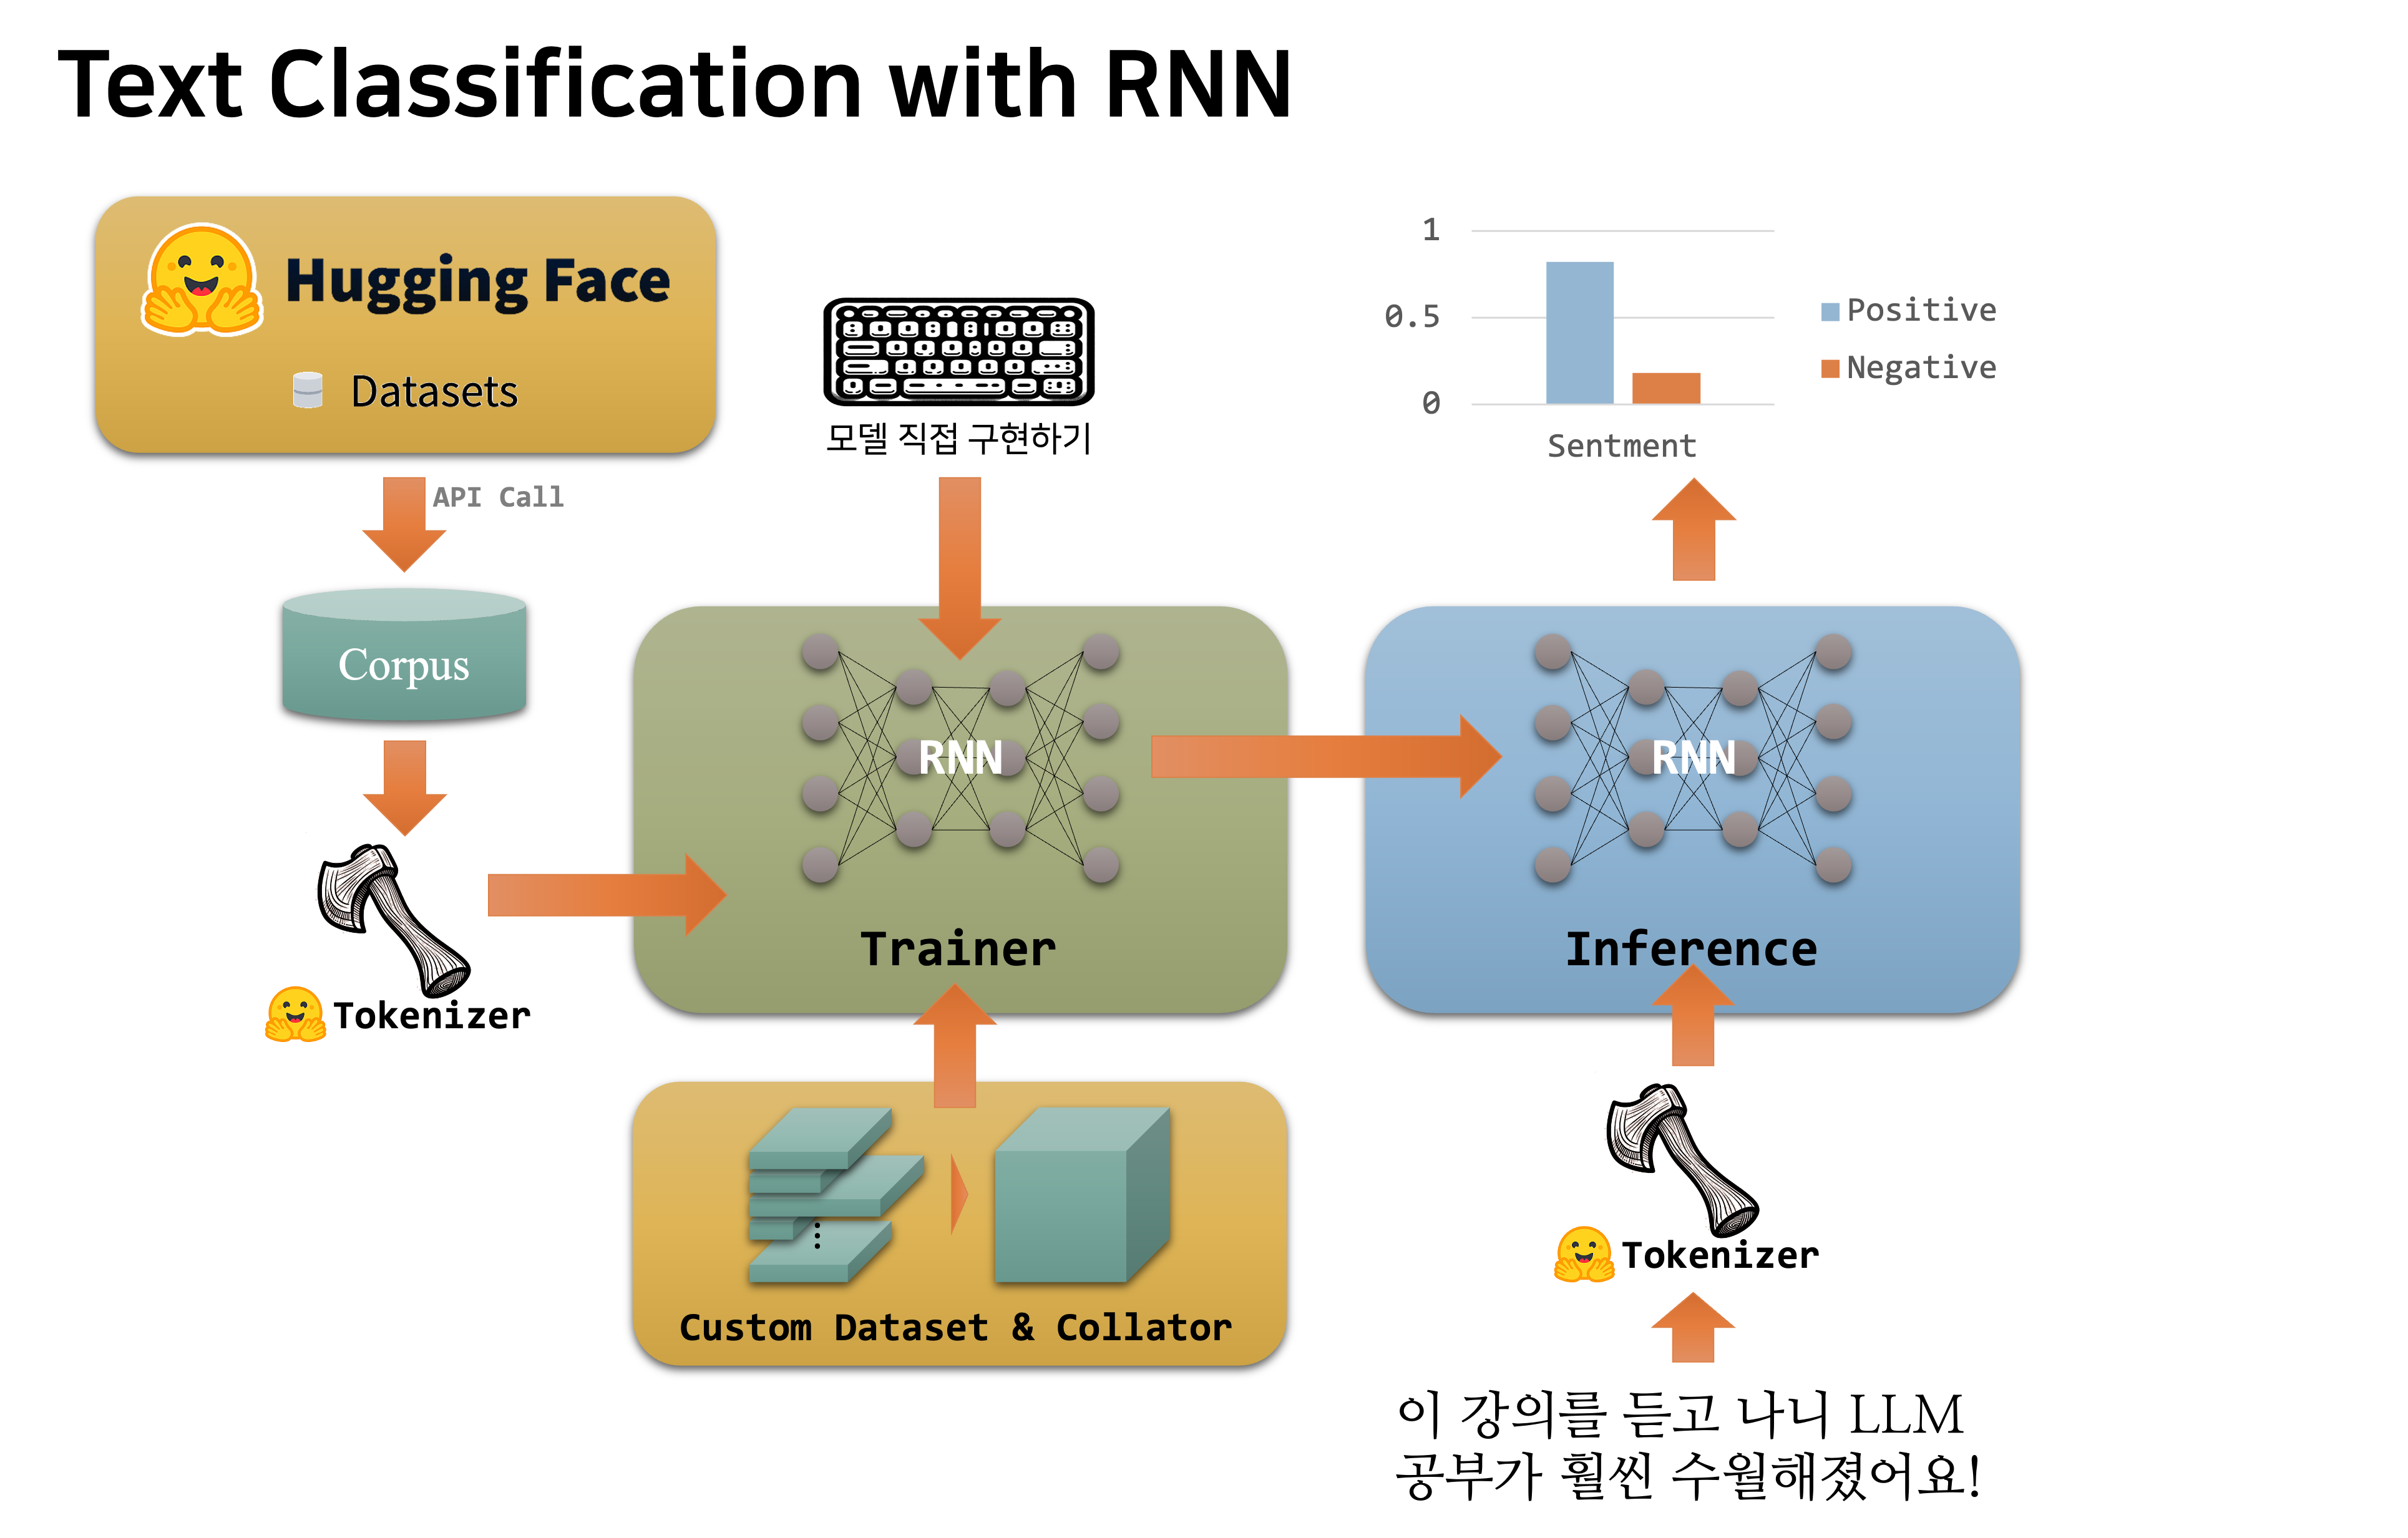 Text Classification with RNN
Hugging Face
Datasets
API Call
Corpus
Tokenizer
모델 직접 구현하기
RNN
Trainer
Custom Dataset & Collator
1
0.5
0
Sentment
Positive
Negative
RNN
Inference
Tokenizer
이 강의를 듣고 나니 LLM
공부가 훨씬 수월해졌어요!